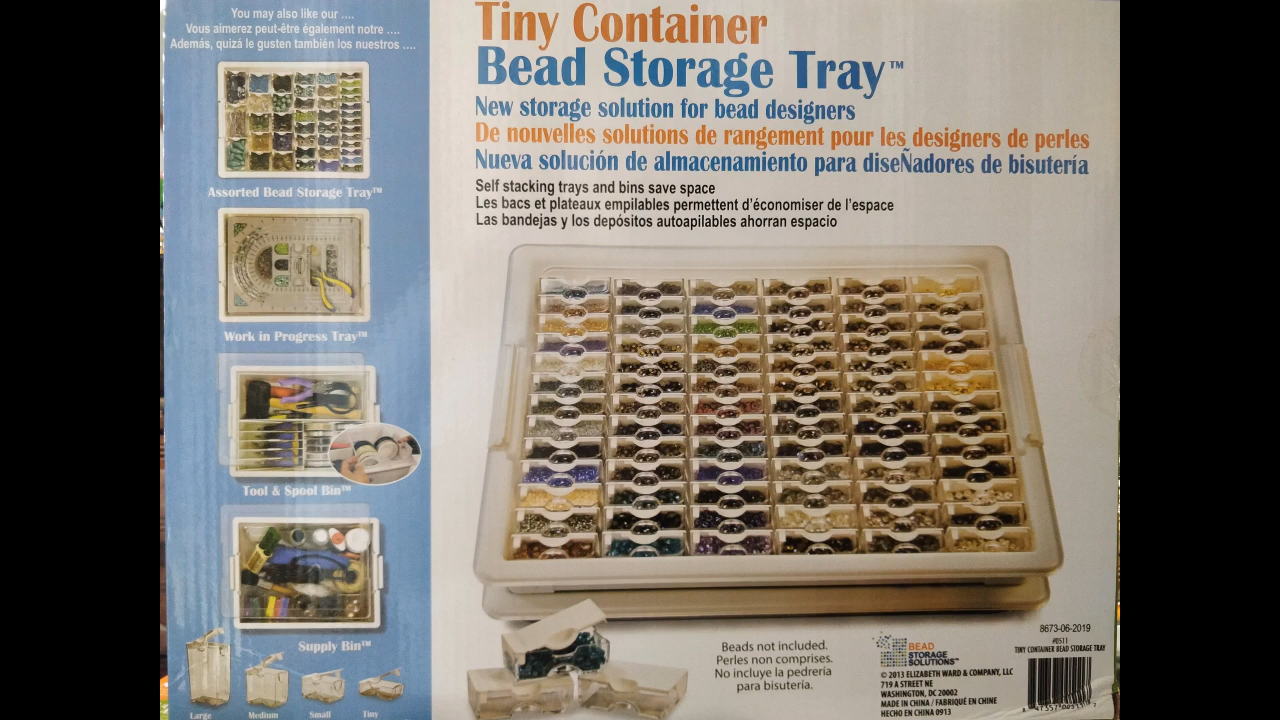 You may also like our ....
Vous aimerez peut-être également notre ....
Además, quizá le gusten también los nuestros ....
Assorted Bead Storage Tray™
Work in Progress Tray™
Tool & Spool Bin™
Supply Bin™
Large
Medium
Small
Tiny
Tiny Container
Bead Storage Tray™
New storage solution for bead designers
De nouvelles solutions de rangement pour les designers de perles
Nueva solución de almacenamiento para diseÑadores de bisutería
Self stacking trays and bins save space
Les bacs et plateaux empilables permettent d'économiser de l'espace
Las bandejas y los depósitos autoapilables ahorran espacio
Beads not included.
Perles non comprises.
No incluye la pedrería
para bisutería.
BEAD
STORAGE
SOLUTIONS™
© 2013 ELIZABETH WARD & COMPANY, LLC
719 A STREET NE
WASHINGTON, DC 20002
MADE IN CHINA / FABRIQUÉ EN CHINE
HECHO EN CHINA 0913
8673-06-2019
#0511
TINY CONTAINER BEAD STORAGE TRAY